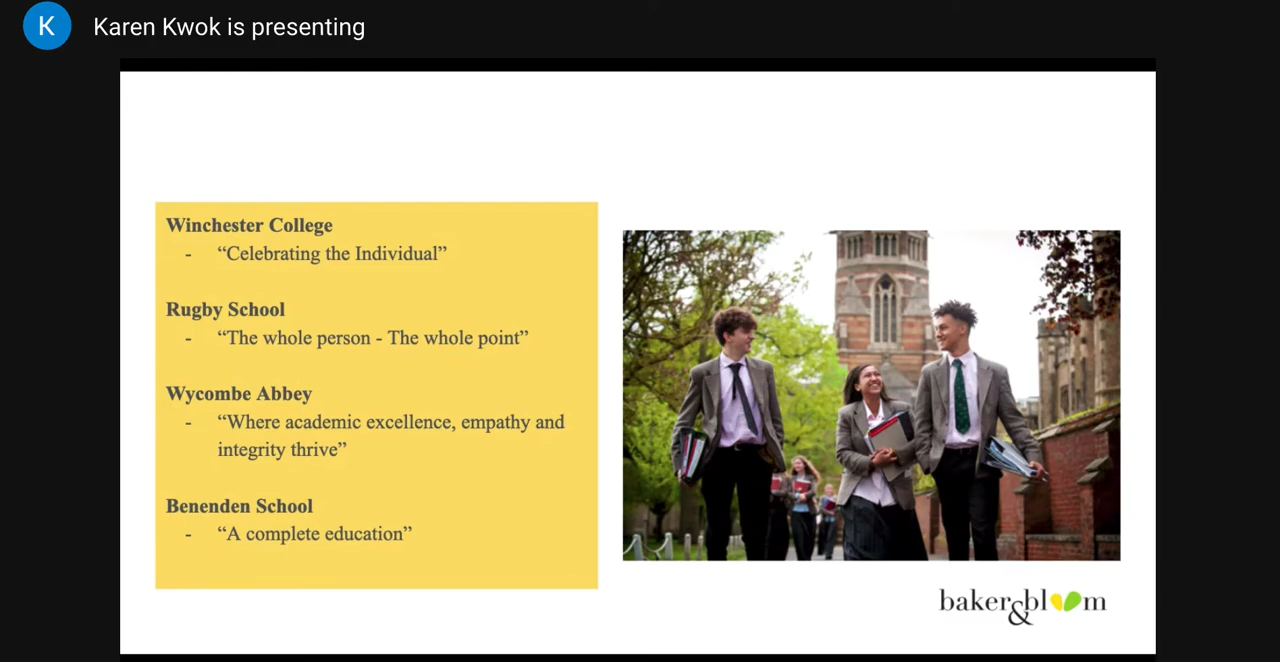 K
Karen Kwok is presenting
Winchester College
- “Celebrating the Individual”
Rugby School
- “The whole person - The whole point”
Wycombe Abbey
- “Where academic excellence, empathy and
integrity thrive”
Benenden School
- “A complete education”
baker&bloom